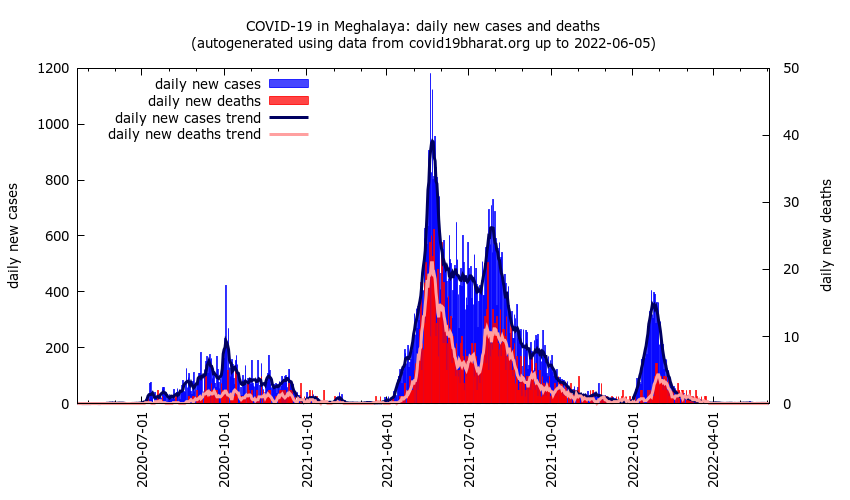 COVID-19 in Meghalaya: daily new cases and deaths
(autogenerated using data from covid19bharat.org up to 2022-06-05)
daily new cases
daily new deaths
daily new cases trend
daily new deaths trend
1200
1000
800
600
400
200
0
50
40
30
20
10
0
daily new cases
daily new deaths
2020-07-01
2020-10-01
2021-01-01
2021-04-01
2021-07-01
2021-10-01
2022-01-01
2022-04-01